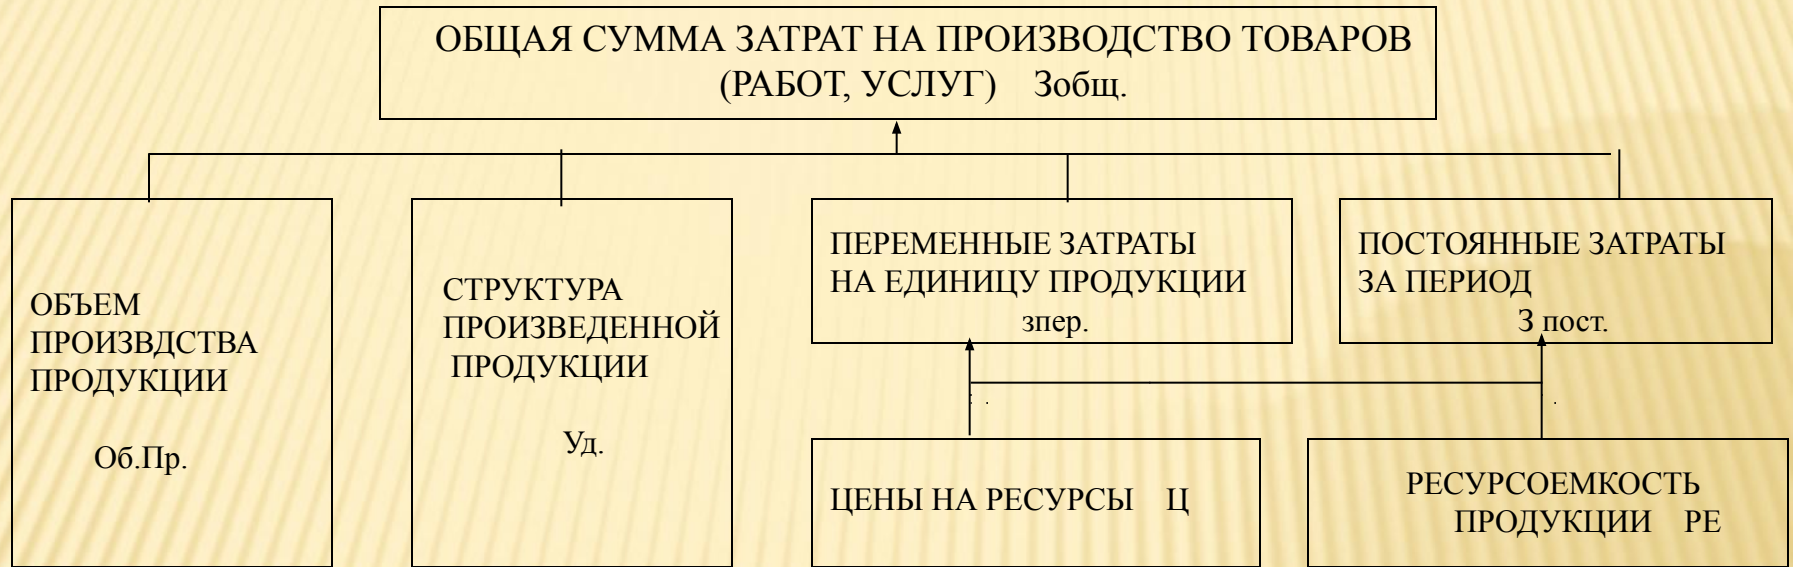 ОБЩАЯ СУММА ЗАТРАТ НА ПРОИЗВОДСТВО ТОВАРОВ
(РАБОТ, УСЛУГ) Зобщ.
ОБЪЕМ
ПРОИЗВДСТВА
ПРОДУКЦИИ
Об.Пр.
СТРУКТУРА
ПРОИЗВЕДЕННОЙ
ПРОДУКЦИИ
Уд.
ПЕРЕМЕННЫЕ ЗАТРАТЫ
НА ЕДИНИЦУ ПРОДУКЦИИ
зпер.
ПОСТОЯННЫЕ ЗАТРАТЫ
ЗА ПЕРИОД
З пост.
ЦЕНЫ НА РЕСУРСЫ Ц
РЕСУРСОЕМКОСТЬ
ПРОДУКЦИИ РЕ